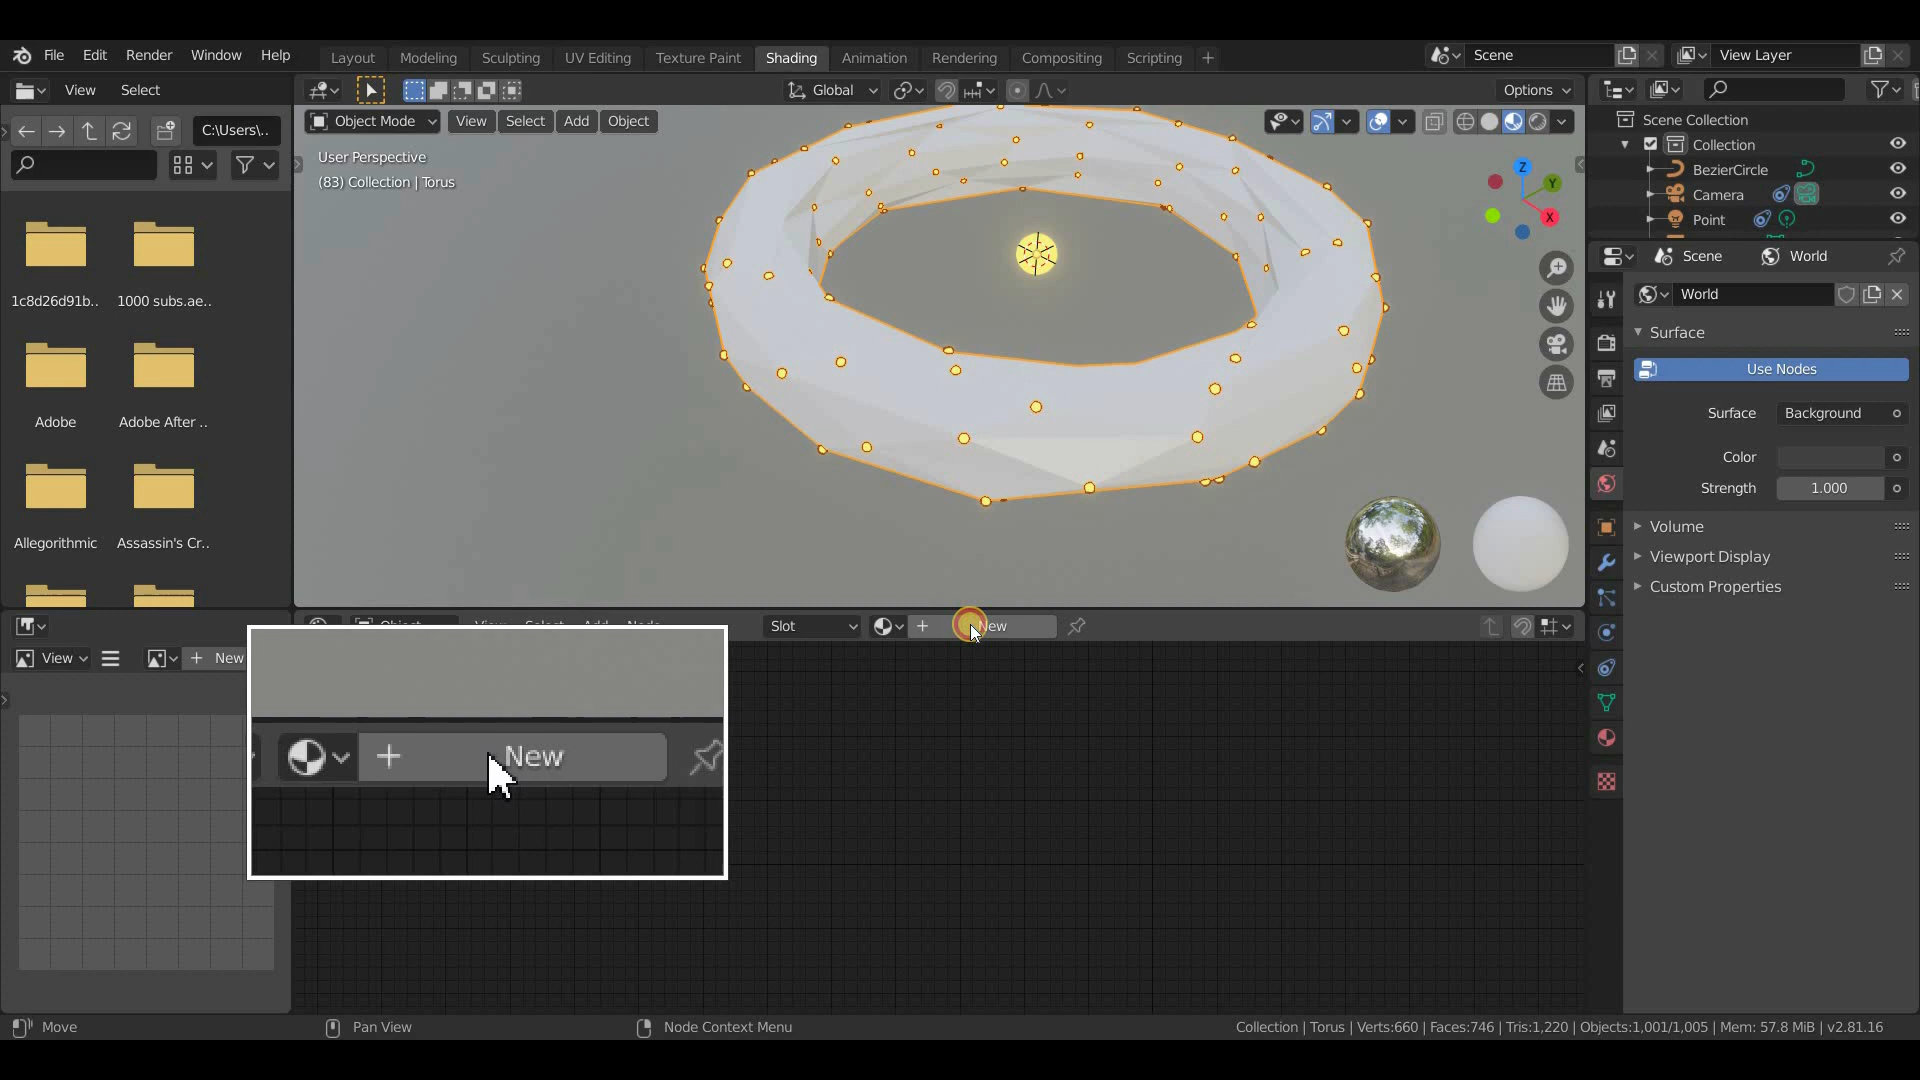 File Edit Render Window Help Layout Modeling Sculpting UV Editing Texture Paint Shading Animation Rendering Compositing Scripting + Scene View Layer
View Select Global Options
C:\Users\.. Object Mode View Select Add Object
User Perspective
(83) Collection | Torus
Z
Y
X
Scene Collection
Collection
BezierCircle
Camera
Point
Scene World
World
Surface
Use Nodes
Surface Background
Color
Strength 1.000
Volume
Viewport Display
Custom Properties
1c8d26d91b.. 1000 subs.ae..
Adobe Adobe After ..
Allegorithmic Assassin's Cr..
Slot + New
View + New
+ New
Move Pan View Node Context Menu Collection | Torus | Verts:660 | Faces:746 | Tris:1,220 | Objects:1,001/1,005 | Mem: 57.8 MiB | v2.81.16